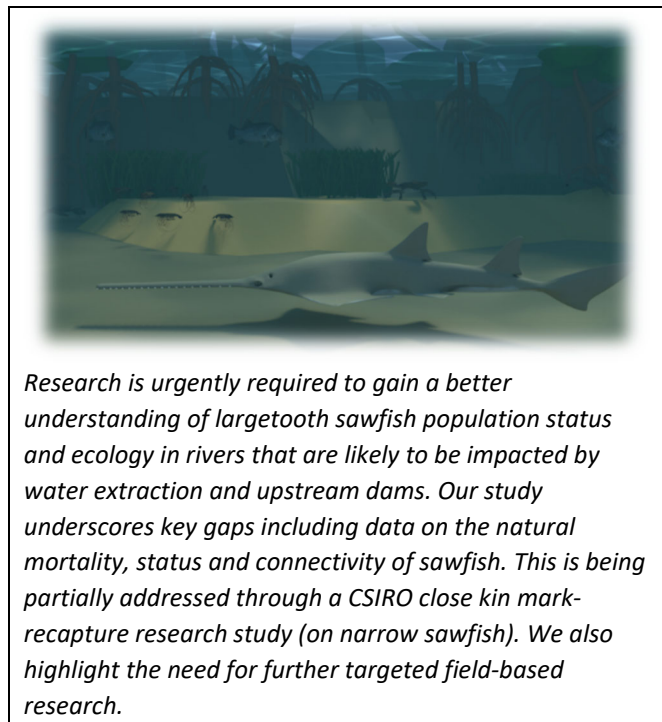 Research is urgently required to gain a better
understanding of largetooth sawfish population status
and ecology in rivers that are likely to be impacted by
water extraction and upstream dams. Our study
underscores key gaps including data on the natural
mortality, status and connectivity of sawfish. This is being
partially addressed through a CSIRO close kin mark-
recapture research study (on narrow sawfish). We also
highlight the need for further targeted field-based
research.